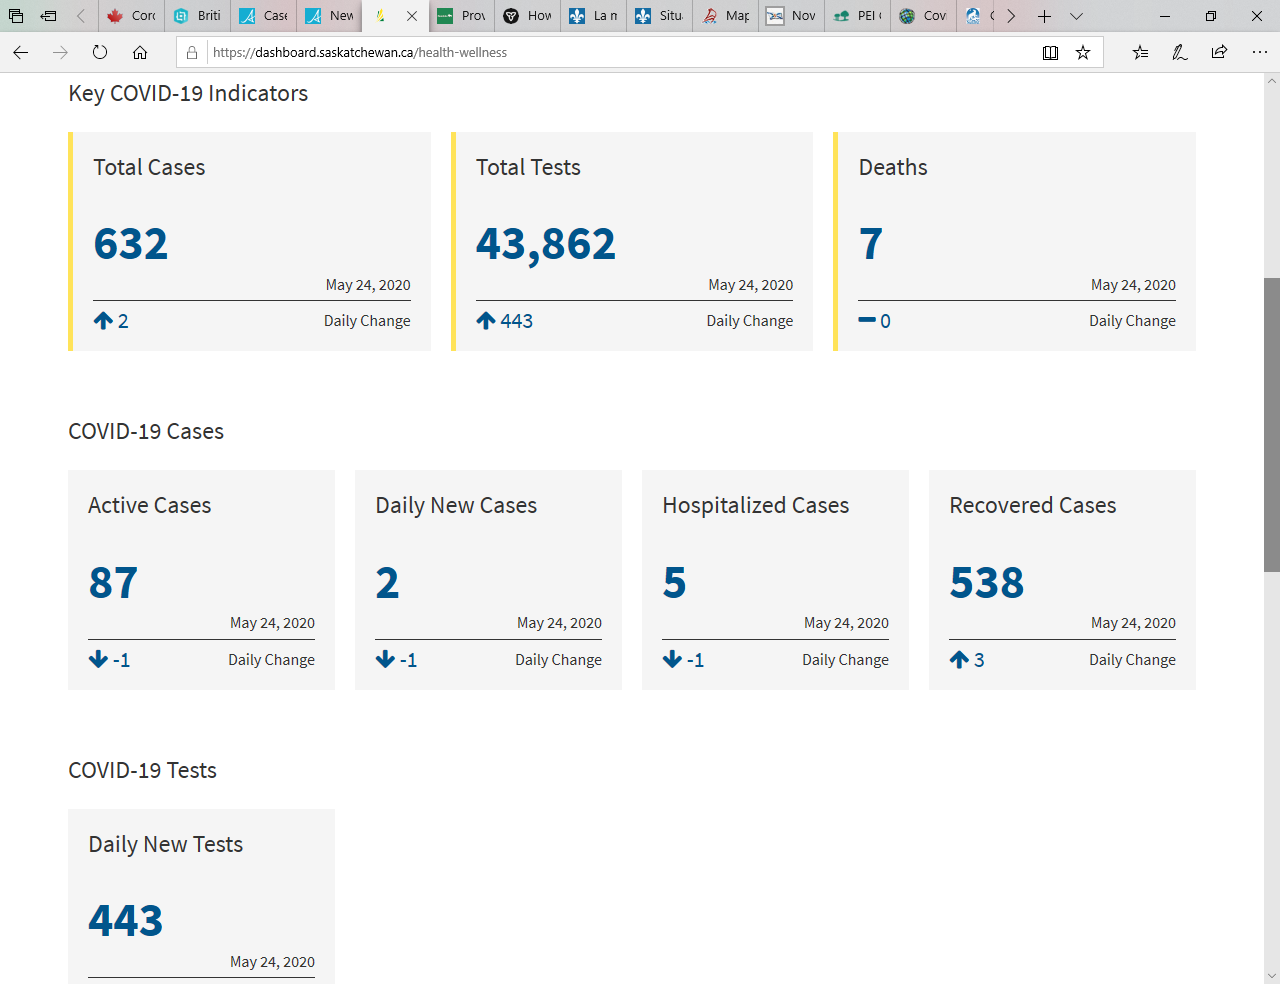 Coro
Briti
Case
New
Prov
How
La m
Situ
Map
Nov
PEI
Cov
https://dashboard.saskatchewan.ca/health-wellness
Key COVID-19 Indicators
Total Cases
632
May 24, 2020
2 Daily Change
Total Tests
43,862
May 24, 2020
443 Daily Change
Deaths
7
May 24, 2020
0 Daily Change
COVID-19 Cases
Active Cases
87
May 24, 2020
-1 Daily Change
Daily New Cases
2
May 24, 2020
-1 Daily Change
Hospitalized Cases
5
May 24, 2020
-1 Daily Change
Recovered Cases
538
May 24, 2020
3 Daily Change
COVID-19 Tests
Daily New Tests
443
May 24, 2020